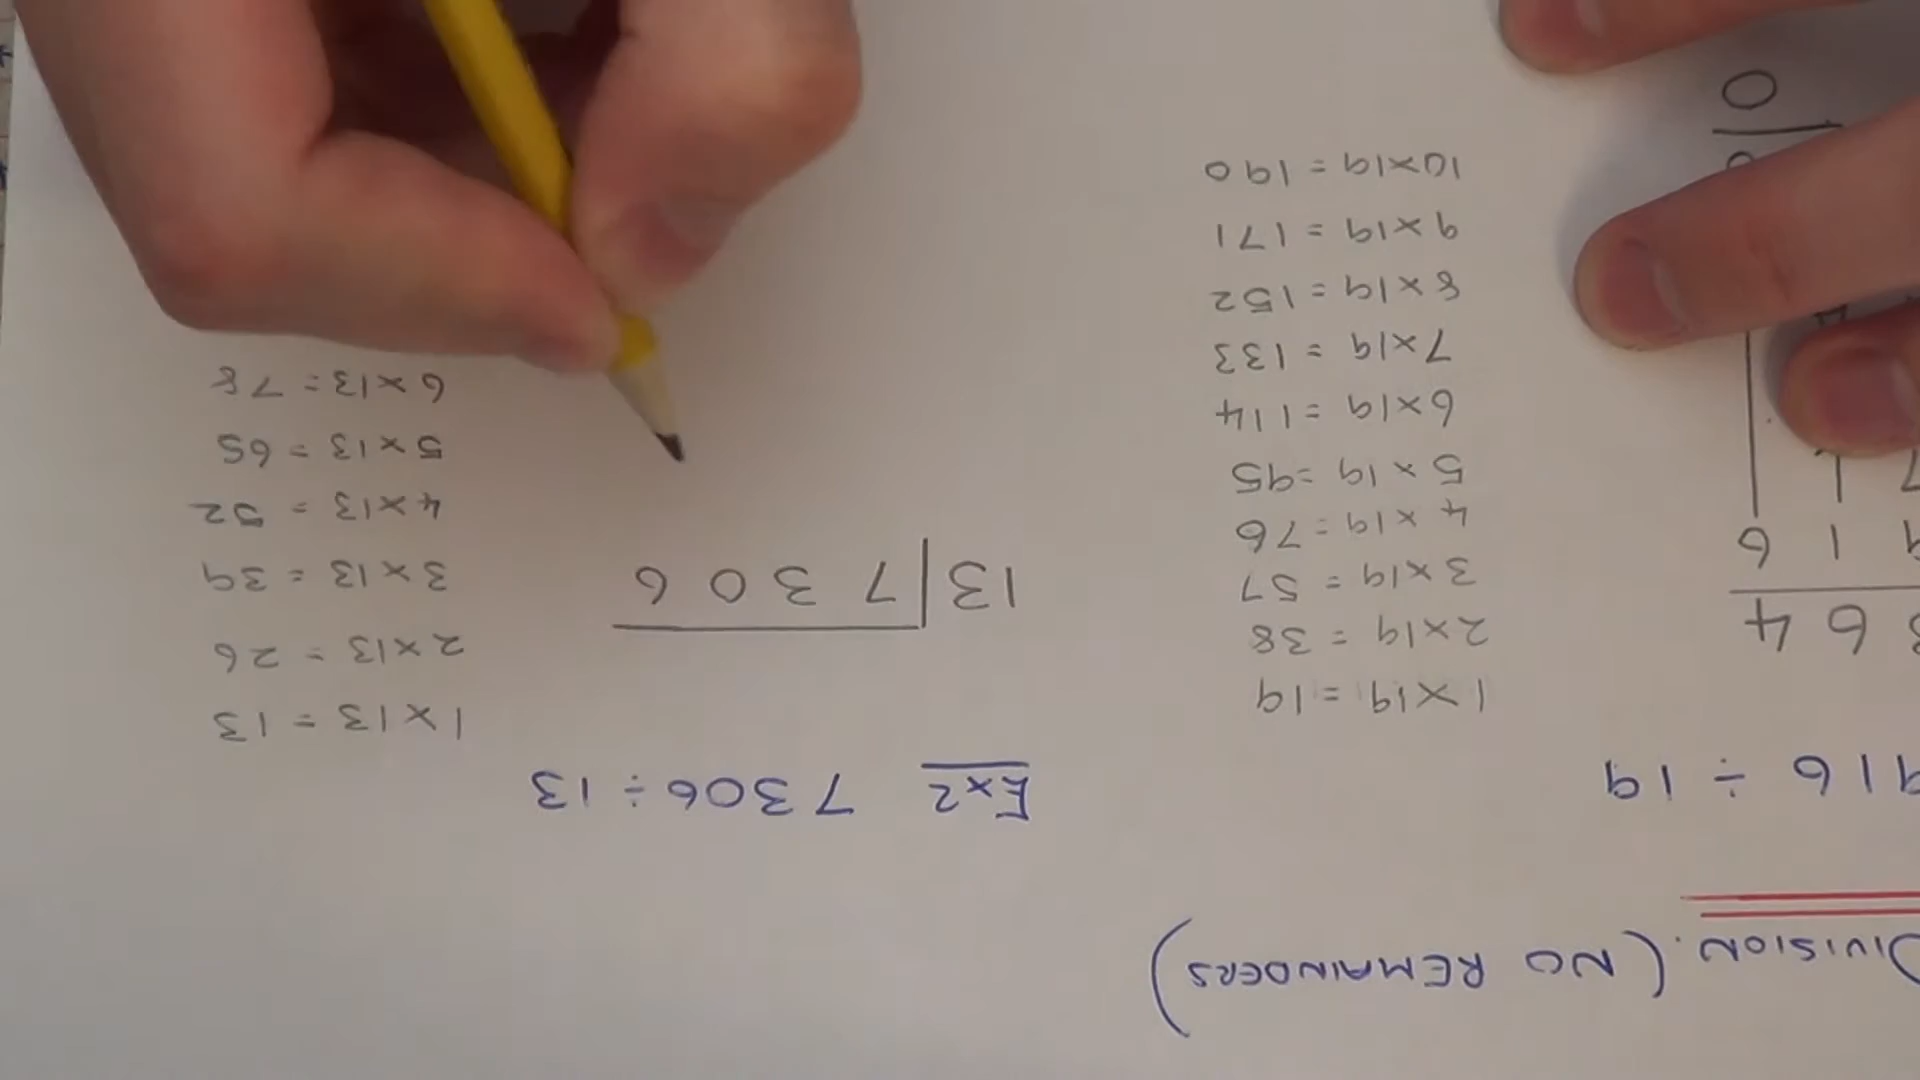 DIVISION. (NO REMAINDERS)
916 ÷ 19
64
916
0
1 x 19 = 19
2 x 19 = 38
3 x 19 = 57
4 x 19 = 76
5 x 19 = 95
6 x 19 = 114
7 x 19 = 133
8 x 19 = 152
9 x 19 = 171
10 x 19 = 190
Ex2 7306 ÷ 13
13 7306
1 x 13 = 13
2 x 13 = 26
3 x 13 = 39
4 x 13 = 52
5 x 13 = 65
6 x 13 = 78